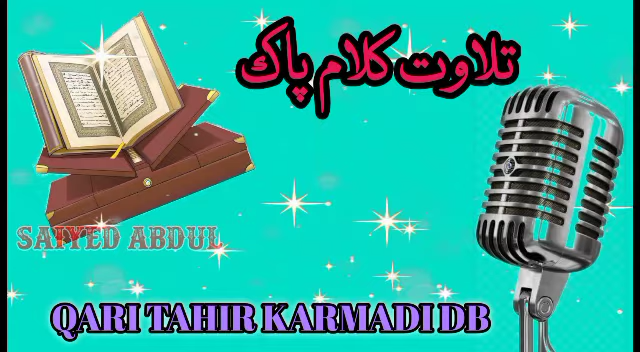 تلاوت کلام پاک
SAIYED ABDUL
QARI TAHIR KARMADI DB